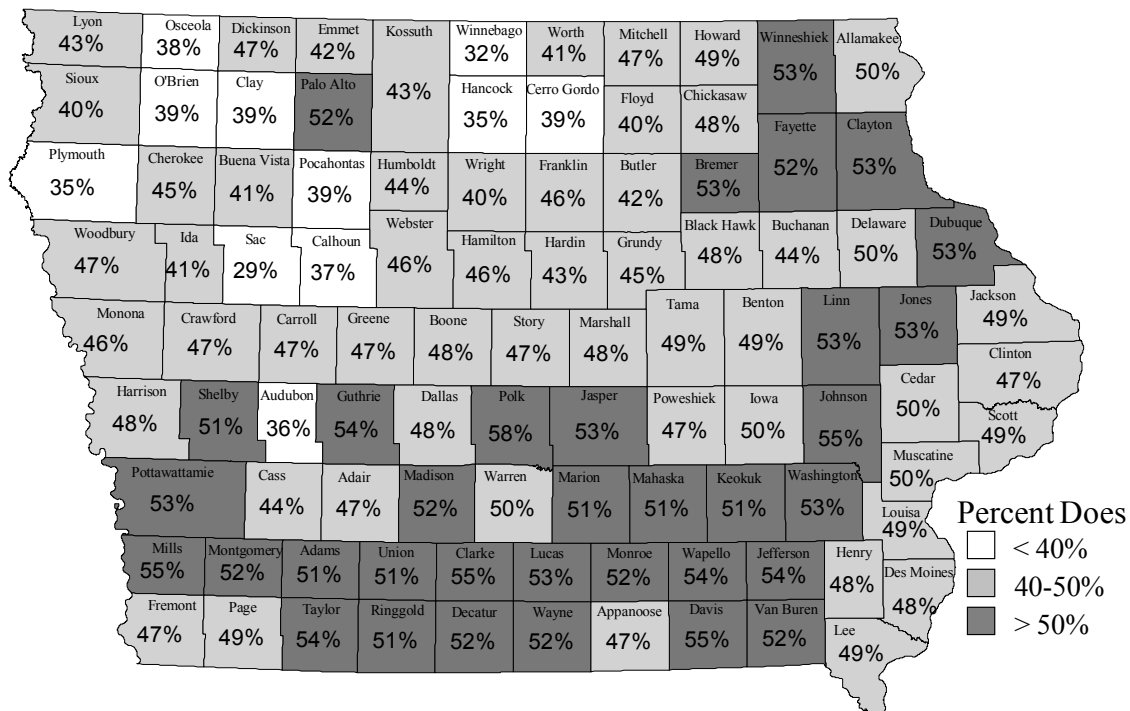 Lyon
43%
Osceola
38%
Dickinson
47%
Emmet
42%
Kossuth
43%
Winnebago
32%
Worth
41%
Mitchell
47%
Howard
49%
Winneshiek
53%
Allamakee
50%
Sioux
40%
O'Brien
39%
Clay
39%
Palo Alto
52%
Hancock
35%
Cerro Gordo
39%
Floyd
40%
Chickasaw
48%
Fayette
52%
Clayton
53%
Plymouth
35%
Cherokee
45%
Buena Vista
41%
Pocahontas
39%
Humboldt
44%
Wright
40%
Franklin
46%
Butler
42%
Bremer
53%
Woodbury
47%
Ida
41%
Sac
29%
Calhoun
37%
Webster
46%
Hamilton
46%
Hardin
43%
Grundy
45%
Black Hawk
48%
Buchanan
44%
Delaware
50%
Dubuque
53%
Monona
46%
Crawford
47%
Carroll
47%
Greene
47%
Boone
48%
Story
47%
Marshall
48%
Tama
49%
Benton
49%
Linn
53%
Jones
53%
Jackson
49%
Clinton
47%
Harrison
48%
Shelby
51%
Audubon
36%
Guthrie
54%
Dallas
48%
Polk
58%
Jasper
53%
Poweshiek
47%
Iowa
50%
Johnson
55%
Cedar
50%
Scott
49%
Muscatine
50%
Pottawattamie
53%
Cass
44%
Adair
47%
Madison
52%
Warren
50%
Marion
51%
Mahaska
51%
Keokuk
51%
Washington
53%
Louisa
49%
Mills
55%
Montgomery
52%
Adams
51%
Union
51%
Clarke
55%
Lucas
53%
Monroe
52%
Wapello
54%
Jefferson
54%
Henry
48%
Des Moines
48%
Fremont
47%
Page
49%
Taylor
54%
Ringgold
51%
Decatur
52%
Wayne
52%
Appanoose
47%
Davis
55%
Van Buren
52%
Lee
49%
Percent Does
< 40%
40-50%
> 50%